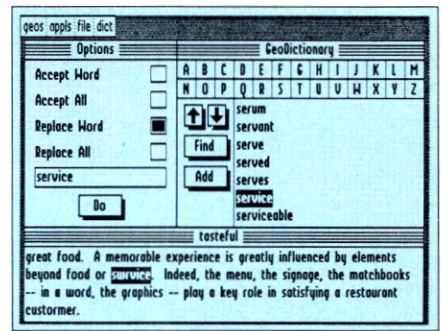 geos appls file dict
Options
Accept Word
Accept All
Replace Word
Replace All
service
Do
GeoDictionary
A B C D E F G H I J K L M
N O P Q R S T U V W X Y Z
Find
Add
serum
servant
serve
served
serves
service
serviceable
tasteful
great food. A memorable experience is greatly influenced by elements
beyond food or survice. Indeed, the menu, the signage, the matchbooks
-- in a word, the graphics -- play a key role in satisfying a restaurant
custormer.